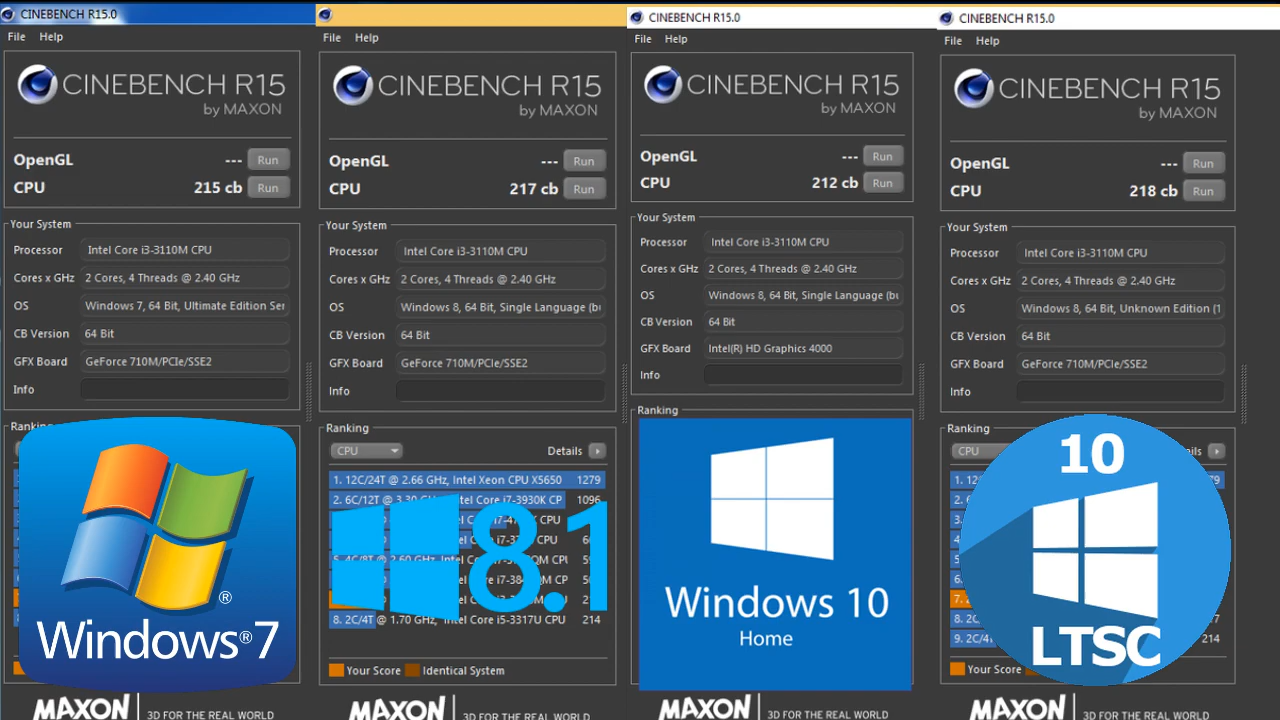 CINEBENCH R15.0
File Help
CINEBENCH R15
by MAXON
OpenGL --- Run
CPU 215 cb Run
Your System
Processor Intel Core i3-3110M CPU
Cores x GHz 2 Cores, 4 Threads @ 2.40 GHz
OS Windows 7, 64 Bit, Ultimate Edition Ser
CB Version 64 Bit
GFX Board GeForce 710M/PCIe/SSE2
Info
Windows® 7
®
MAXON 3D FOR THE REAL WORLD
File Help
CINEBENCH R15
by MAXON
OpenGL --- Run
CPU 217 cb Run
Your System
Processor Intel Core i3-3110M CPU
Cores x GHz 2 Cores, 4 Threads @ 2.40 GHz
OS Windows 8, 64 Bit, Single Language (bu
CB Version 64 Bit
GFX Board GeForce 710M/PCIe/SSE2
Info
Ranking
CPU Details
1. 12C/24T @ 2.66 GHz, Intel Xeon CPU X5650 1279
2. 6C/12T @ 3.30 GHz, Intel Core i7-3930K CP 1096
8.1
8. 2C/4T @ 1.70 GHz, Intel Core i5-3317U CPU 214
Your Score Identical System
MAXON 3D FOR THE REAL WORLD
CINEBENCH R15.0
File Help
CINEBENCH R15
by MAXON
OpenGL --- Run
CPU 212 cb Run
Your System
Processor Intel Core i3-3110M CPU
Cores x GHz 2 Cores, 4 Threads @ 2.40 GHz
OS Windows 8, 64 Bit, Single Language (bu
CB Version 64 Bit
GFX Board Intel(R) HD Graphics 4000
Info
Ranking
Windows 10
Home
MAXON 3D FOR THE REAL WORLD
CINEBENCH R15.0
File Help
CINEBENCH R15
by MAXON
OpenGL --- Run
CPU 218 cb Run
Your System
Processor Intel Core i3-3110M CPU
Cores x GHz 2 Cores, 4 Threads @ 2.40 GHz
OS Windows 8, 64 Bit, Unknown Edition (1
CB Version 64 Bit
GFX Board GeForce 710M/PCIe/SSE2
Info
Ranking
CPU
10
LTSC
9. 2C/4T 214
Your Score
MAXON 3D FOR THE REAL WORLD